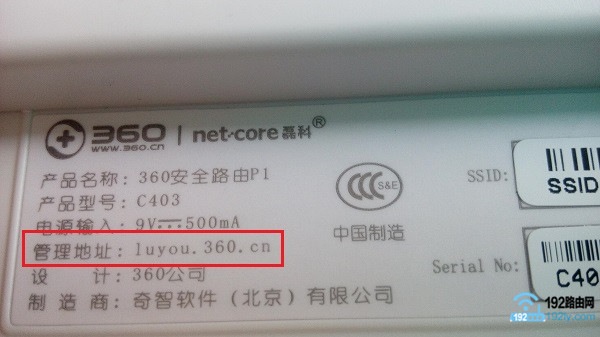 360 | net-core磊科®
www.360.cn
产品名称: 360安全路由P1
产品型号: C403
电源输入: 9V⎓500mA
管理地址: luyou.360.cn
设 计: 360公司
制 造 商: 奇智软件 (北京) 有限公司
S&E
中国制造
SSID:
SSID
Serial No:
C40
192路由网
192ly.com